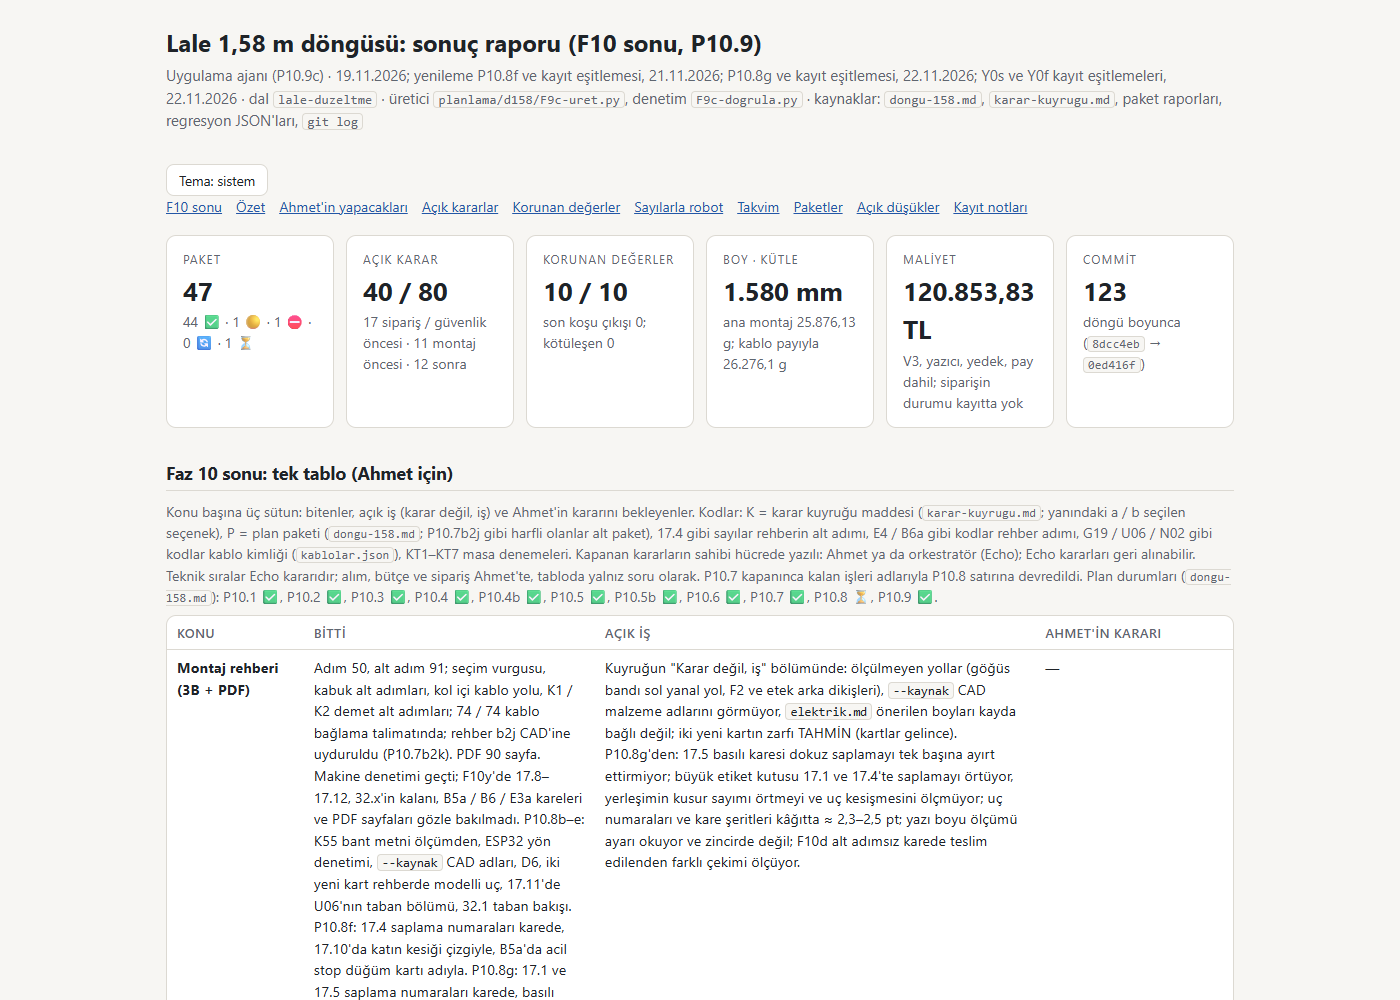 Lale 1,58 m döngüsü: sonuç raporu (F10 sonu, P10.9)
Uygulama ajanı (P10.9c) · 19.11.2026; yenileme P10.8f ve kayıt eşitlemesi, 21.11.2026; P10.8g ve kayıt eşitlemesi, 22.11.2026; Y0s ve Y0f kayıt eşitlemeleri,
22.11.2026 · dal lale-duzeltme · üretici planlama/d158/F9c-uret.py, denetim F9c-dogrula.py · kaynaklar: dongu-158.md, karar-kuyrugu.md, paket raporları,
regresyon JSON'ları, git log
Tema: sistem
F10 sonu Özet Ahmet'in yapacakları Açık kararlar Korunan değerler Sayılarla robot Takvim Paketler Açık düşükler Kayıt notları
PAKET
47
44 ✅ · 1 🟡 · 1 ⛔ ·
0 🔄 · 1 ⏳
AÇIK KARAR
40 / 80
17 sipariş / güvenlik
öncesi · 11 montaj
öncesi · 12 sonra
KORUNAN DEĞERLER
10 / 10
son koşu çıkışı 0;
kötüleşen 0
BOY · KÜTLE
1.580 mm
ana montaj 25.876,13
g; kablo payıyla
26.276,1 g
MALİYET
120.853,83
TL
V3, yazıcı, yedek, pay
dahil; siparişin
durumu kayıtta yok
COMMİT
123
döngü boyunca
(8dcc4eb →
0ed416f)
Faz 10 sonu: tek tablo (Ahmet için)
Konu başına üç sütun: bitenler, açık iş (karar değil, iş) ve Ahmet'in kararını bekleyenler. Kodlar: K = karar kuyruğu maddesi (karar-kuyrugu.md; yanındaki a / b seçilen
seçenek), P = plan paketi (dongu-158.md; P10.7b2j gibi harfli olanlar alt paket), 17.4 gibi sayılar rehberin alt adımı, E4 / B6a gibi kodlar rehber adımı, G19 / U06 / N02 gibi
kodlar kablo kimliği (kablolar.json), KT1–KT7 masa denemeleri. Kapanan kararların sahibi hücrede yazılı: Ahmet ya da orkestratör (Echo); Echo kararları geri alınabilir.
Teknik sıralar Echo kararıdır; alım, bütçe ve sipariş Ahmet'te, tabloda yalnız soru olarak. P10.7 kapanınca kalan işleri adlarıyla P10.8 satırına devredildi. Plan durumları (dongu-
158.md): P10.1 ✅, P10.2 ✅, P10.3 ✅, P10.4 ✅, P10.4b ✅, P10.5 ✅, P10.5b ✅, P10.6 ✅, P10.7 ✅, P10.8 ⏳, P10.9 ✅.
KONU BİTTİ AÇIK İŞ AHMET'İN KARARI
Montaj rehberi
(3B + PDF)
Adım 50, alt adım 91; seçim vurgusu,
kabuk alt adımları, kol içi kablo yolu, K1 /
K2 demet alt adımları; 74 / 74 kablo
bağlama talimatında; rehber b2j CAD'ine
uyduruldu (P10.7b2k). PDF 90 sayfa.
Makine denetimi geçti; F10y'de 17.8–
17.12, 32.x'in kalanı, B5a / B6 / E3a kareleri
ve PDF sayfaları gözle bakılmadı. P10.8b–e:
K55 bant metni ölçümden, ESP32 yön
denetimi, --kaynak CAD adları, D6, iki
yeni kart rehberde modelli uç, 17.11'de
U06'nın taban bölümü, 32.1 taban bakışı.
P10.8f: 17.4 saplama numaraları karede,
17.10'da katın kesiği çizgiyle, B5a'da acil
stop düğüm kartı adıyla. P10.8g: 17.1 ve
17.5 saplama numaraları karede, basılı
Kuyruğun "Karar değil, iş" bölümünde: ölçülmeyen yollar (göğüs
bandı sol yanal yol, F2 ve etek arka dikişleri), --kaynak CAD
malzeme adlarını görmüyor, elektrik.md önerilen boyları kayda
bağlı değil; iki yeni kartın zarfı TAHMİN (kartlar gelince).
P10.8g'den: 17.5 basılı karesi dokuz saplamayı tek başına ayırt
ettirmiyor; büyük etiket kutusu 17.1 ve 17.4'te saplamayı örtüyor,
yerleşimin kusur sayımı örtmeyi ve uç kesişmesini ölçmüyor; uç
numaraları ve kare şeritleri kâğıtta ≈ 2,3–2,5 pt; yazı boyu ölçümü
ayarı okuyor ve zincirde değil; F10d alt adımsız karede teslim
edilenden farklı çekimi ölçüyor.
—